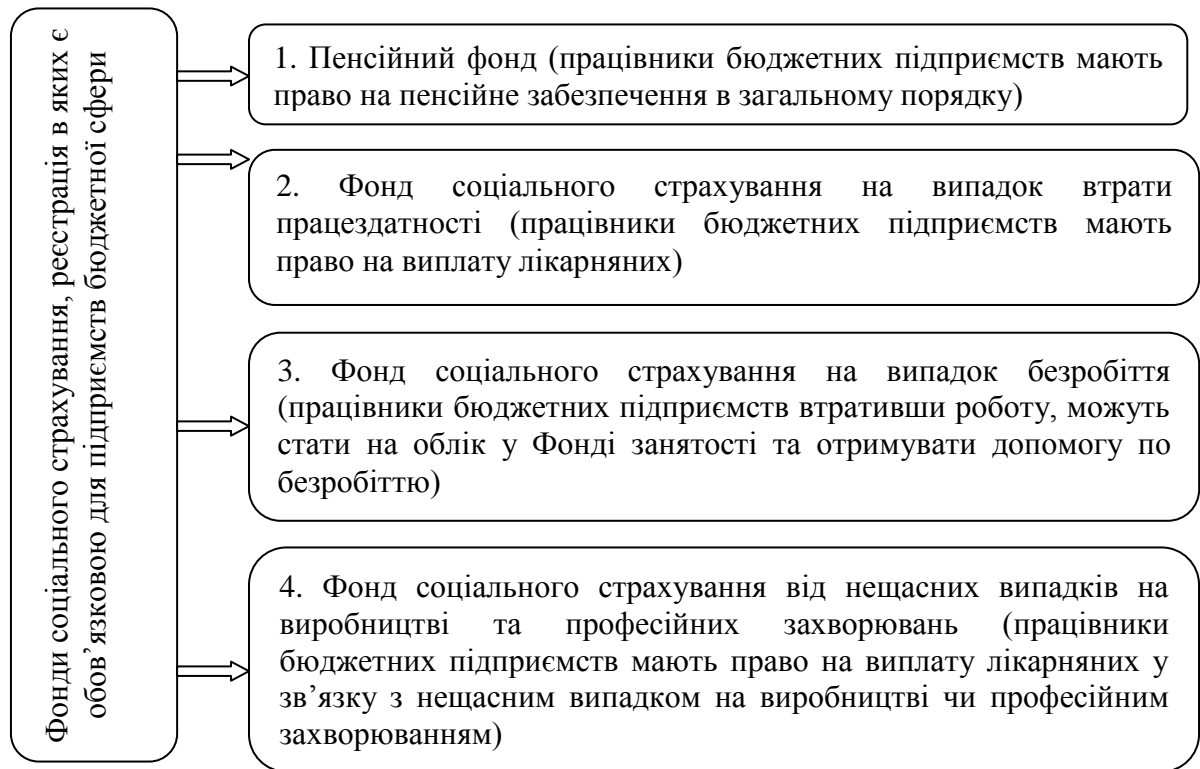 Фонди соціального страхування, реєстрація в яких є
обов’язковою для підприємств бюджетної сфери
1. Пенсійний фонд (працівники бюджетних підприємств мають
право на пенсійне забезпечення в загальному порядку)
2. Фонд соціального страхування на випадок втрати
працездатності (працівники бюджетних підприємств мають
право на виплату лікарняних)
3. Фонд соціального страхування на випадок безробіття
(працівники бюджетних підприємств втративши роботу, можуть
стати на облік у Фонді занятості та отримувати допомогу по
безробіттю)
4. Фонд соціального страхування від нещасних випадків на
виробництві та професійних захворювань (працівники
бюджетних підприємств мають право на виплату лікарняних у
зв’язку з нещасним випадком на виробництві чи професійним
захворюванням)